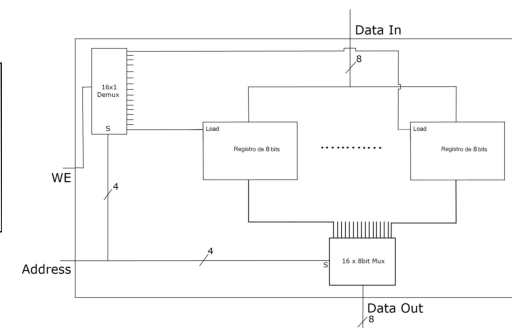 Data In
8
16x1
Demux
S
Load
Registro de 8 bits
Load
Registro de 8 bits
WE
4
4
Address
S
16 x 8bit Mux
Data Out
8